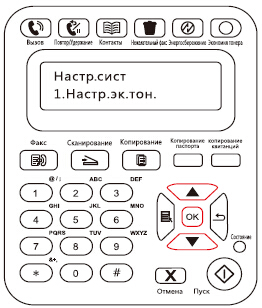 Вызов Повтор/Удержание Контакты Нежелательный факс Энергосбережение Экономия тонера
Настр.сист
1.Настр.эк.тон.
Факс Сканирование Копирование Копирование паспорта Копирование квитанций
@/: ABC DEF
1 2 3
GHI JKL MNO
4 5 6
OK
PQRS TUV WXYZ
7 8 9
Состояние
&+,
* 0 #
Отмена Пуск